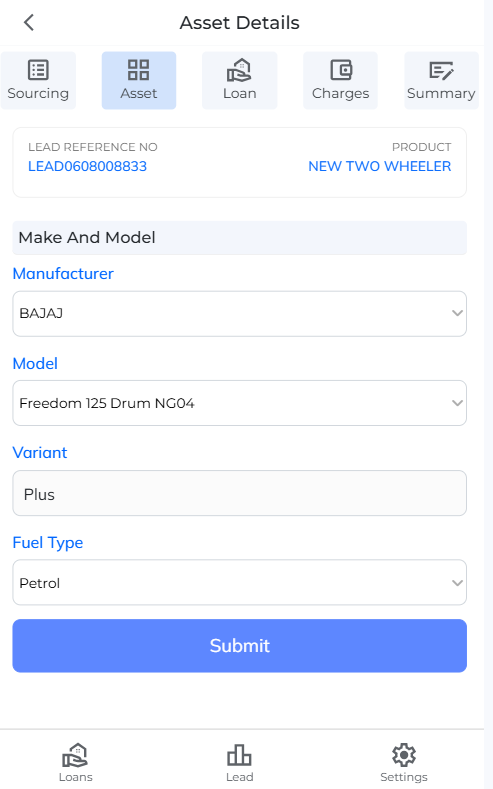 Asset Details
Sourcing Asset Loan Charges Summary
LEAD REFERENCE NO PRODUCT
LEAD0608008833 NEW TWO WHEELER
Make And Model
Manufacturer
BAJAJ
Model
Freedom 125 Drum NG04
Variant
Plus
Fuel Type
Petrol
Submit
Loans Lead Settings